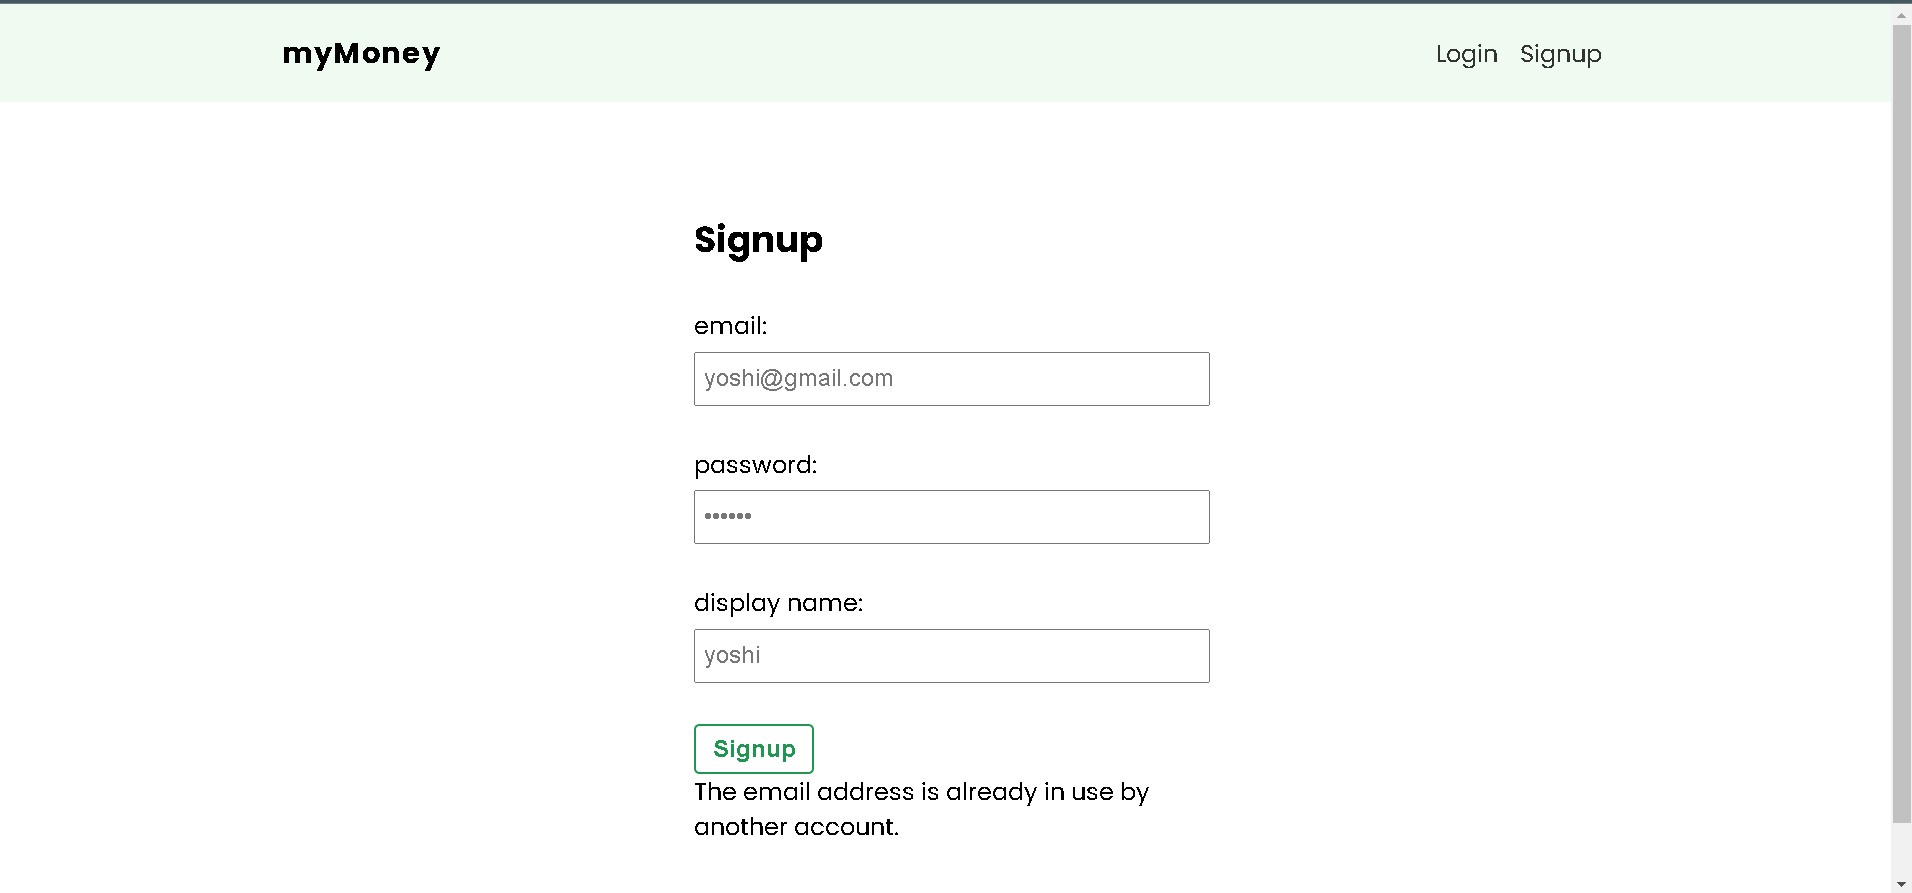 myMoney
Login Signup
Signup
email:
yoshi@gmail.com
password:
••••••
display name:
yoshi
Signup
The email address is already in use by
another account.